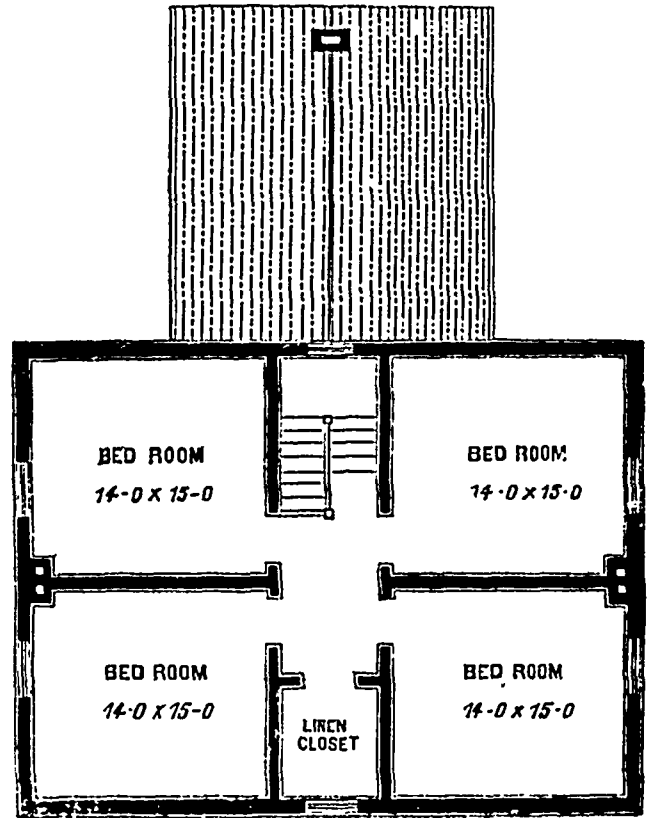 BED ROOM
14-0 X 15-0
BED ROOM
14-0 X 15-0
BED ROOM
14-0 X 15-0
BED ROOM
14-0 X 15-0
LINEN
CLOSET